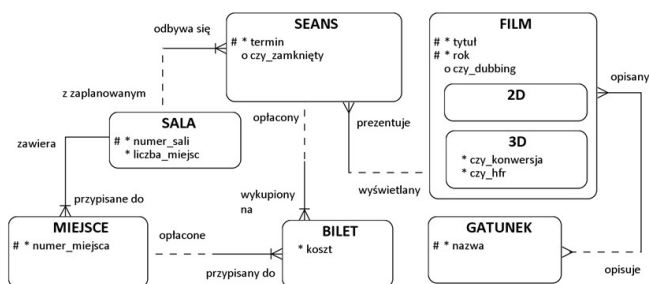 SEANS
# * termin
o czy_zamknięty
FILM
# * tytuł
# * rok
o czy_dubbing
2D
3D
* czy_konwersja
* czy_hfr
odbywa się
z zaplanowanym
SALA
# * numer_sali
* liczba_miejsc
zawiera
przypisane do
opłacony
wykupiony
na
prezentuje
wyświetlany
opisany
MIEJSCE
# * numer_miejsca
opłacone
przypisany do
BILET
* koszt
GATUNEK
# * nazwa
opisuje